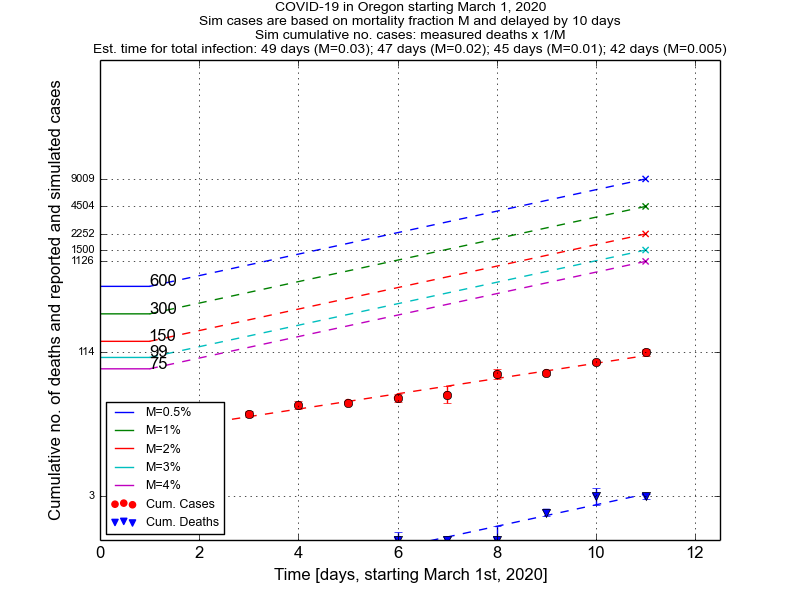 COVID-19 in Oregon starting March 1, 2020
Sim cases are based on mortality fraction M and delayed by 10 days
Sim cumulative no. cases: measured deaths x 1/M
Est. time for total infection: 49 days (M=0.03); 47 days (M=0.02); 45 days (M=0.01); 42 days (M=0.005)
Cumulative no. of deaths and reported and simulated cases
9009
4504
2252
1500
1126
114
3
600
300
150
99
75
M=0.5%
M=1%
M=2%
M=3%
M=4%
Cum. Cases
Cum. Deaths
0 2 4 6 8 10 12
Time [days, starting March 1st, 2020]